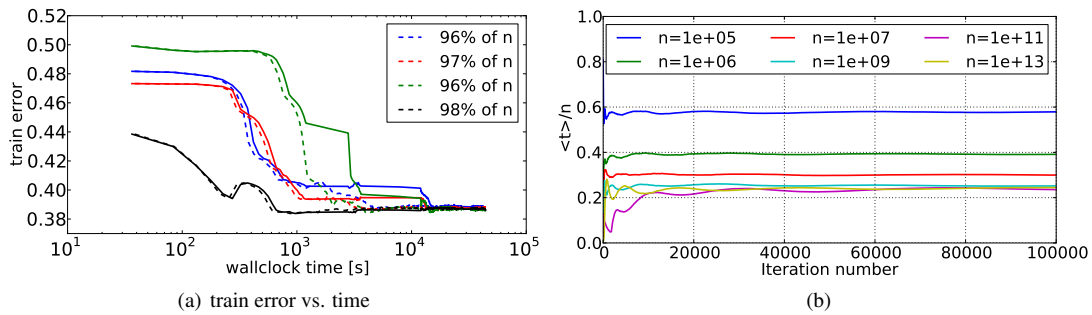 0.52
0.50
0.48
0.46
0.44
0.42
0.40
0.38
train error
96% of n
97% of n
96% of n
98% of n
10^1
10^2
10^3
10^4
10^5
wallclock time [s]
(a) train error vs. time
1.0
0.8
0.6
0.4
0.2
0.0
<t>/n
n=1e+05
n=1e+07
n=1e+11
n=1e+06
n=1e+09
n=1e+13
0
20000
40000
60000
80000
100000
Iteration number
(b)